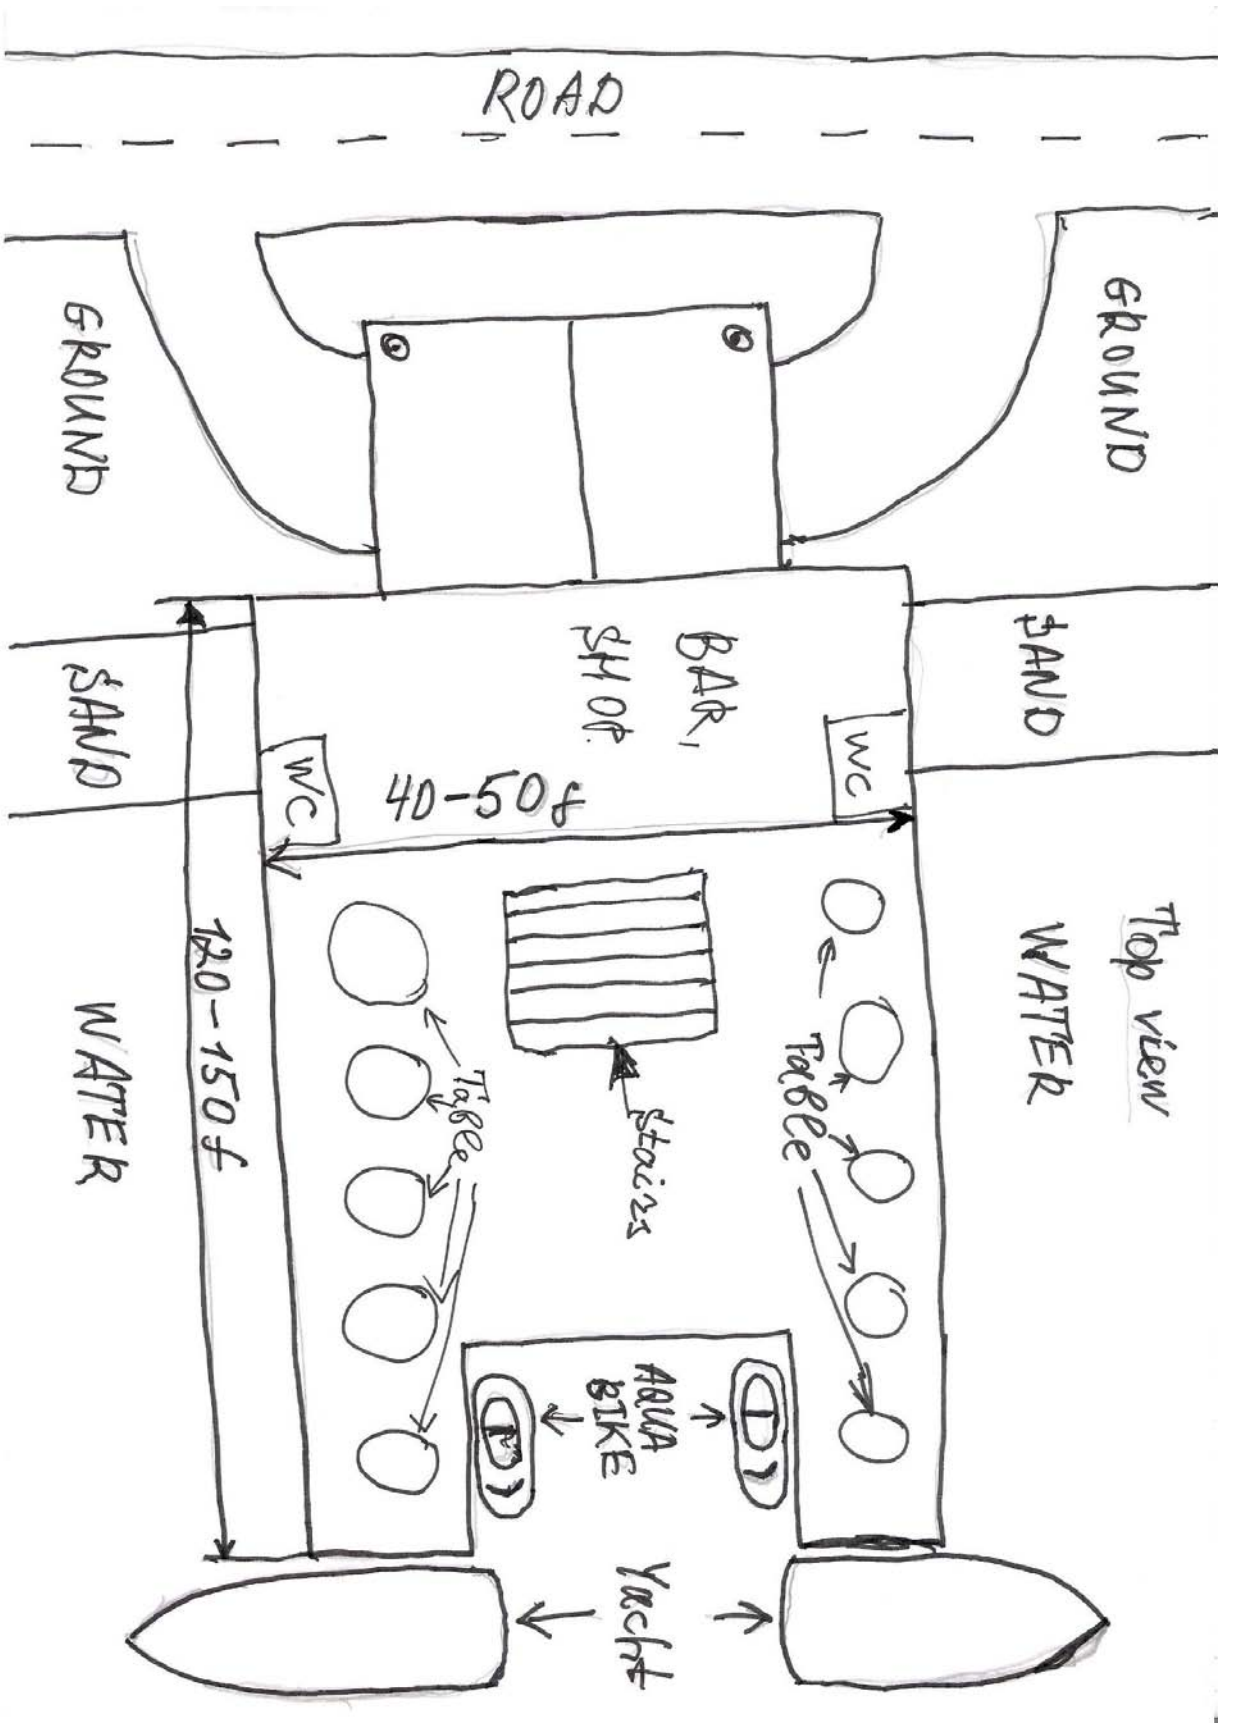 ROAD
GROUND
GROUND
SAND
BAR,
SHOP.
SAND
WC
WC
40-50f
120-150f
WATER
WATER
Top view
Table
Table
Stairs
AQUA
BIKE
Yacht